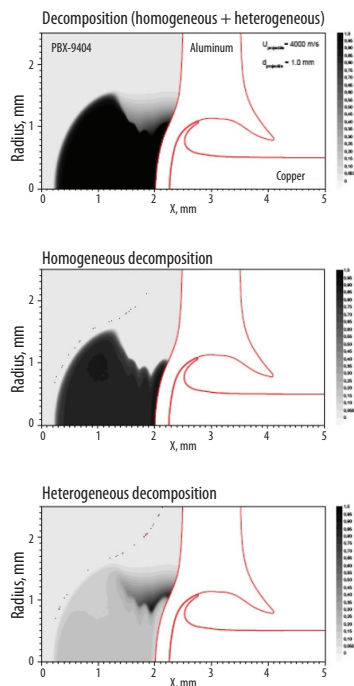 Decomposition (homogeneous + heterogeneous)
PBX-9404
Aluminum
U projectile = 4000 m/s
d projectile = 1.0 mm
Copper
Radius, mm
2
1
0
0 1 2 3 4 5
X, mm
Homogeneous decomposition
Radius, mm
2
1
0
0 1 2 3 4 5
X, mm
Heterogeneous decomposition
Radius, mm
2
1
0
0 1 2 3 4 5
X, mm